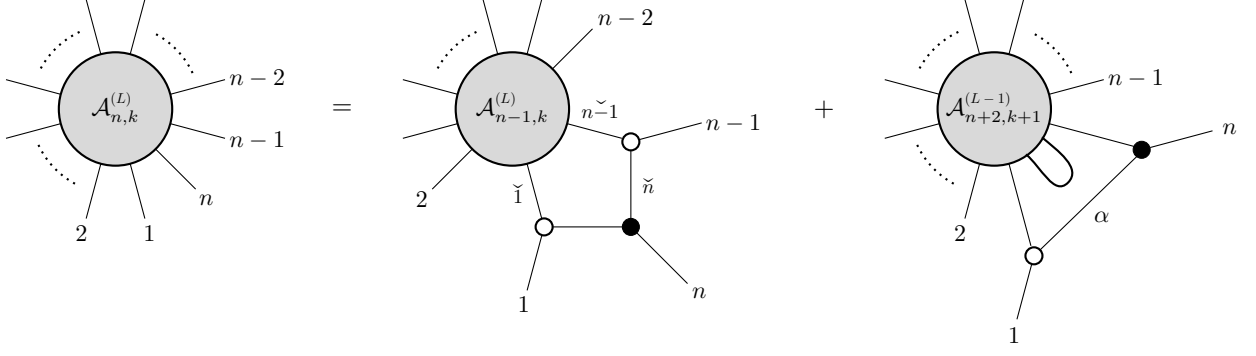 𝒜_{n,k}^{(L)}
n − 2
n − 1
n
1
2
=
𝒜_{n−1,k}^{(L)}
n − 2
n−̌1
n − 1
ň
1̌
2
1
n
+
𝒜_{n+2,k+1}^{(L-1)}
n − 1
n
α
2
1